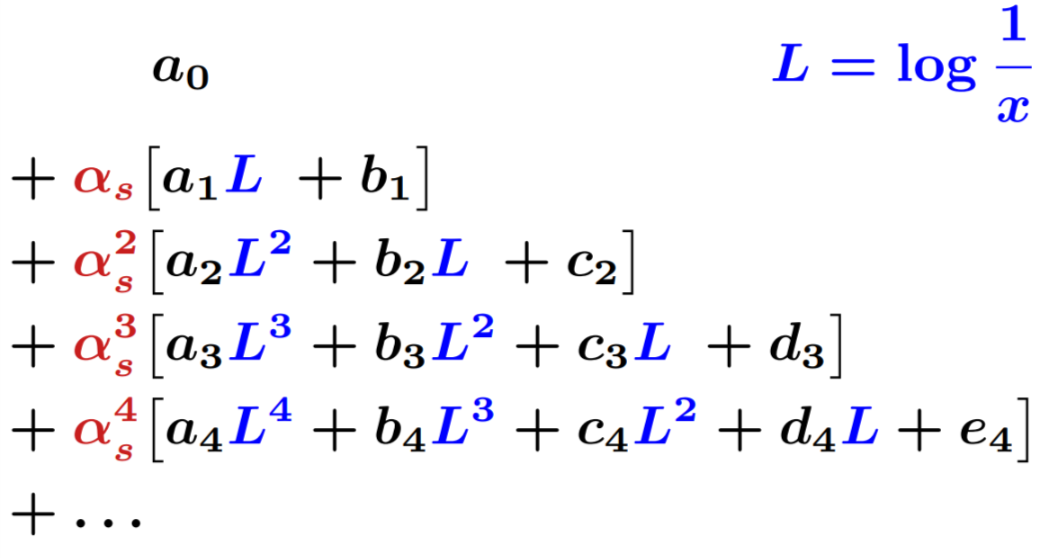 a₀ L = log 1/x
+ αₛ[a₁L + b₁]
+ αₛ²[a₂L² + b₂L + c₂]
+ αₛ³[a₃L³ + b₃L² + c₃L + d₃]
+ αₛ⁴[a₄L⁴ + b₄L³ + c₄L² + d₄L + e₄]
+ ...